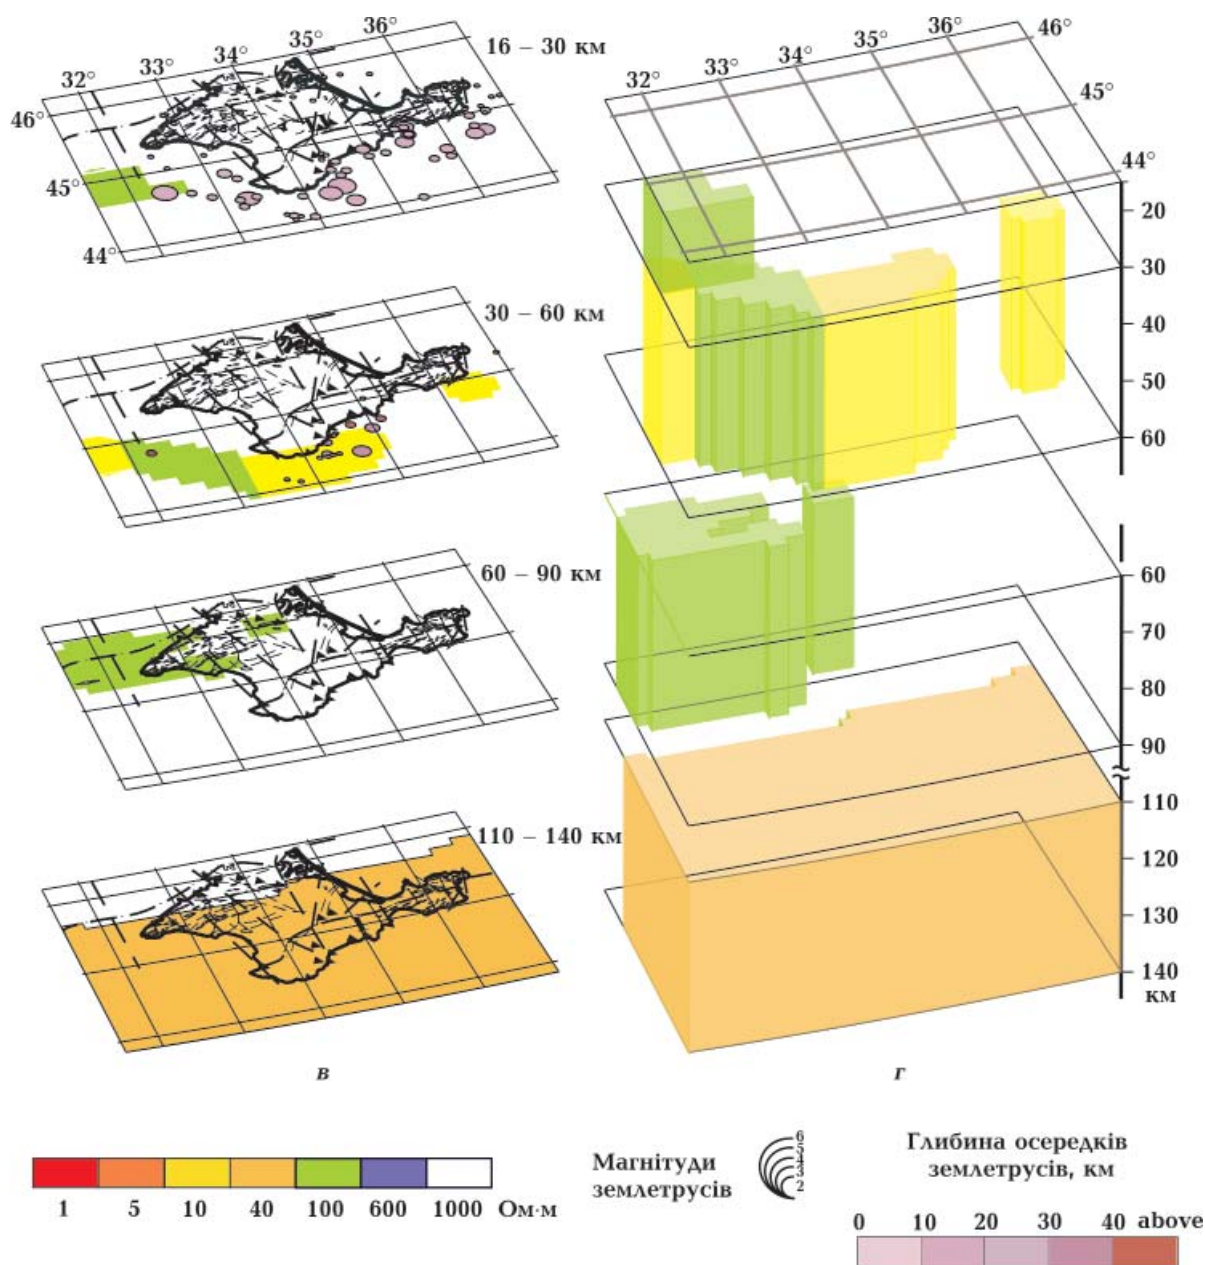 32° 33° 34° 35° 36°
16 – 30 км
46°
45°
44°
30 – 60 км
60 – 90 км
110 – 140 км
в
32° 33° 34° 35° 36° 46°
45°
44°
20
30
40
50
60
60
70
80
90
110
120
130
140
км
г
1 5 10 40 100 600 1000 Ом·м
Магнітуди
землетрусів
6
5
4
3
2
Глибина осередків
землетрусів, км
0 10 20 30 40 above